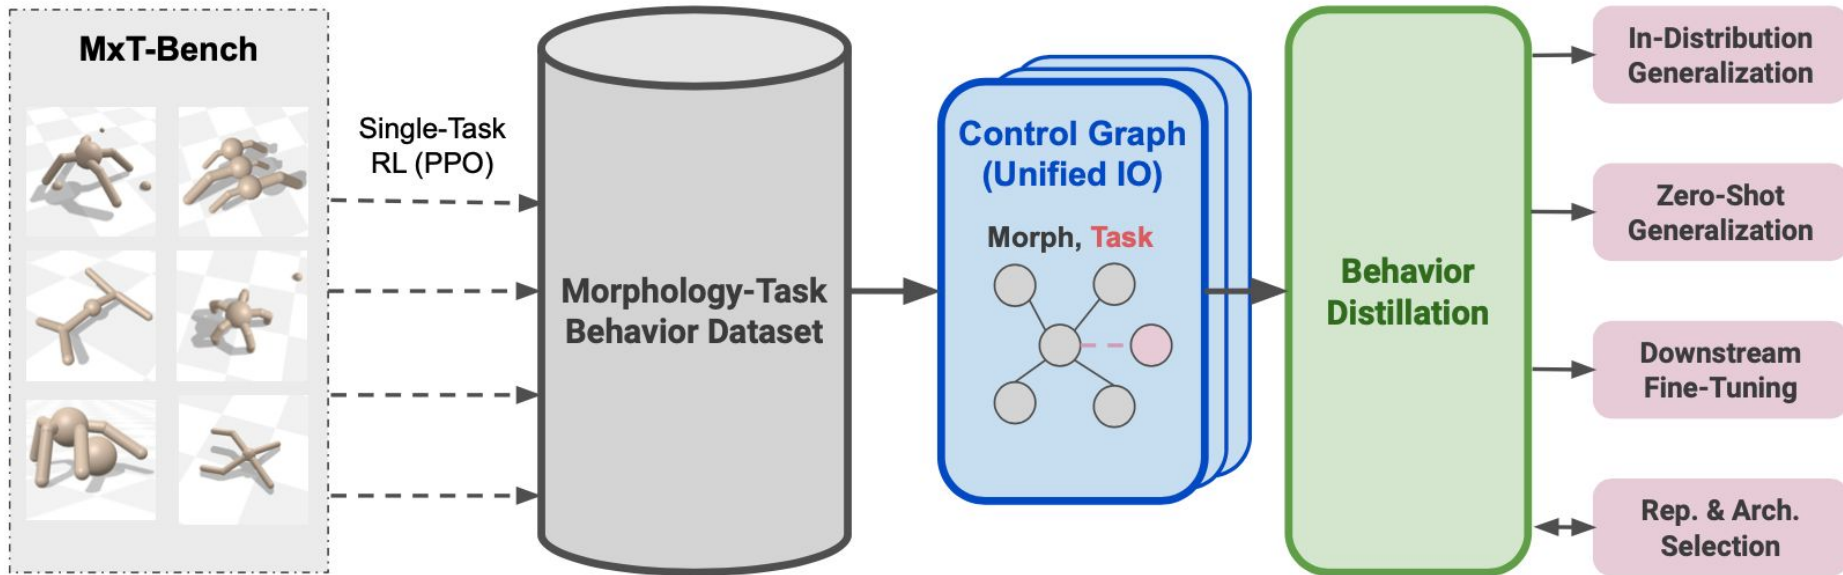 MxT-Bench
Single-Task
RL (PPO)
Morphology-Task
Behavior Dataset
Control Graph
(Unified IO)
Morph, Task
Behavior
Distillation
In-Distribution
Generalization
Zero-Shot
Generalization
Downstream
Fine-Tuning
Rep. & Arch.
Selection